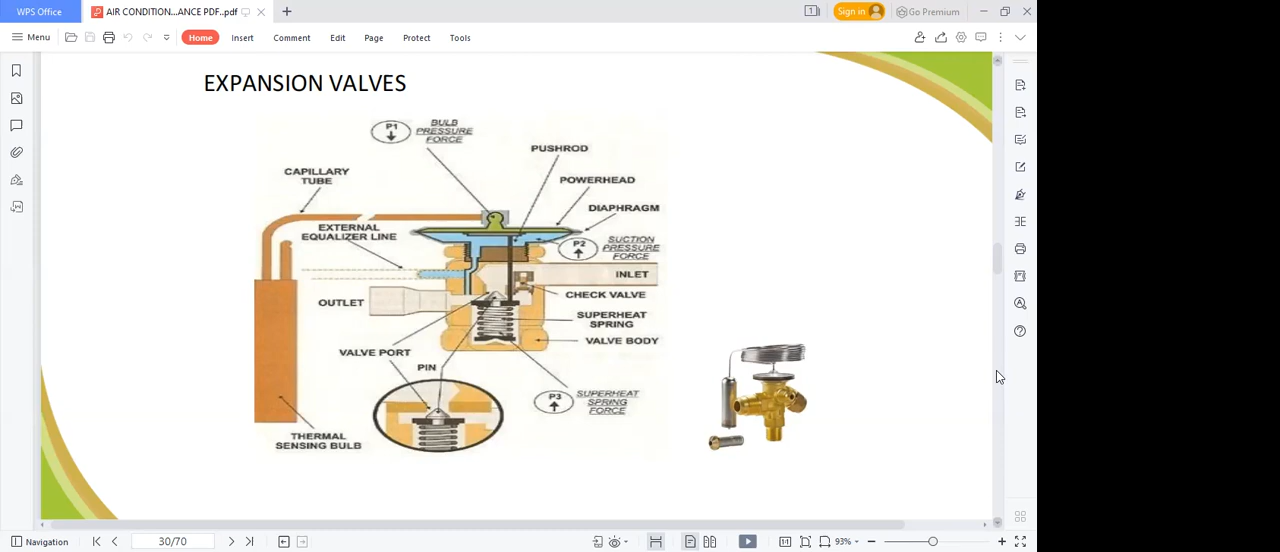 WPS Office
AIR CONDITION...ANCE PDF..pdf
1
Sign in
Go Premium
Menu
Home
Insert
Comment
Edit
Page
Protect
Tools
EXPANSION VALVES
P1
BULB
PRESSURE
FORCE
PUSHROD
CAPILLARY
TUBE
POWERHEAD
DIAPHRAGM
EXTERNAL
EQUALIZER LINE
P2
SUCTION
PRESSURE
FORCE
INLET
OUTLET
CHECK VALVE
SUPERHEAT
SPRING
VALVE BODY
VALVE PORT
PIN
P3
SUPERHEAT
SPRING
FORCE
THERMAL
SENSING BULB
Navigation
30/70
93%